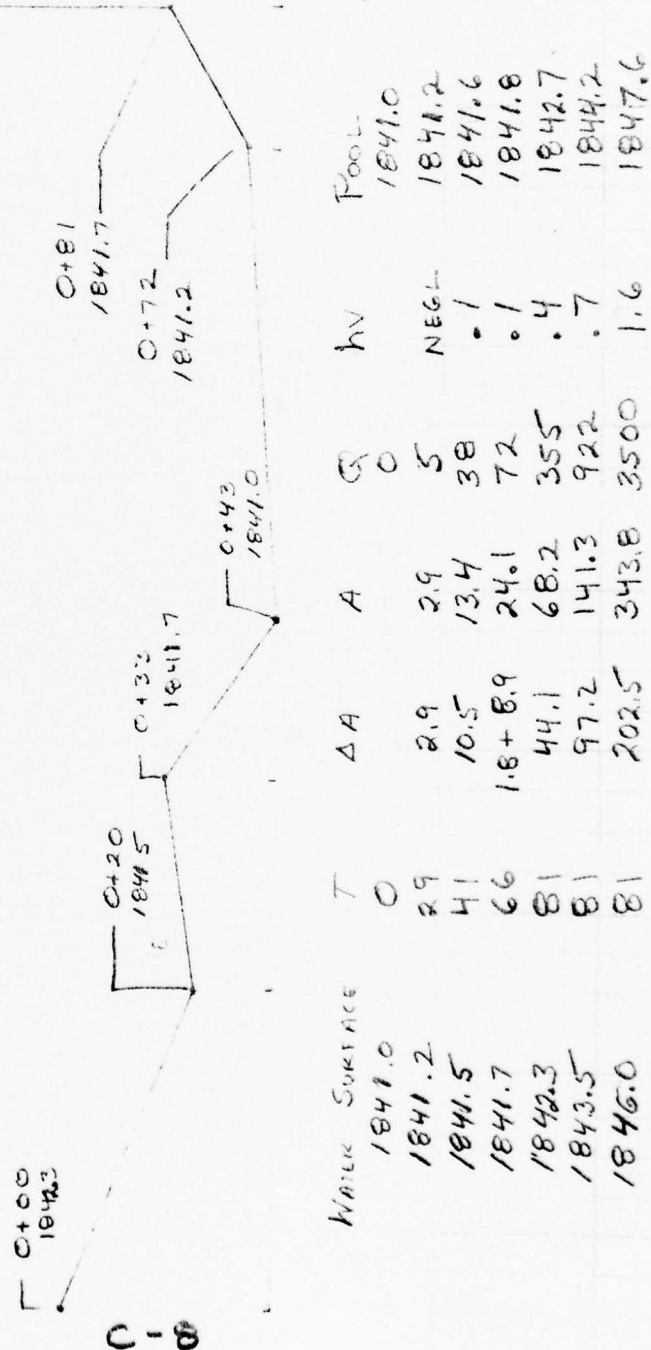 0+00
1842.3
0+20
1841.5
0+33
1841.7
0+43
1841.0
0+72
1841.2
0+81
1841.7
WATER SURFACE T ΔA A Q hv POOL
1841.0 0 0 1841.0
1841.2 29 2.9 2.9 5 NEGL 1841.2
1841.5 41 10.5 13.4 38 .1 1841.6
1841.7 66 1.8+8.9 24.1 72 .1 1841.8
1842.3 81 44.1 68.2 355 .4 1842.7
1843.5 81 97.2 141.3 922 .7 1844.2
1846.0 81 202.5 343.8 3500 1.6 1847.6
C-8